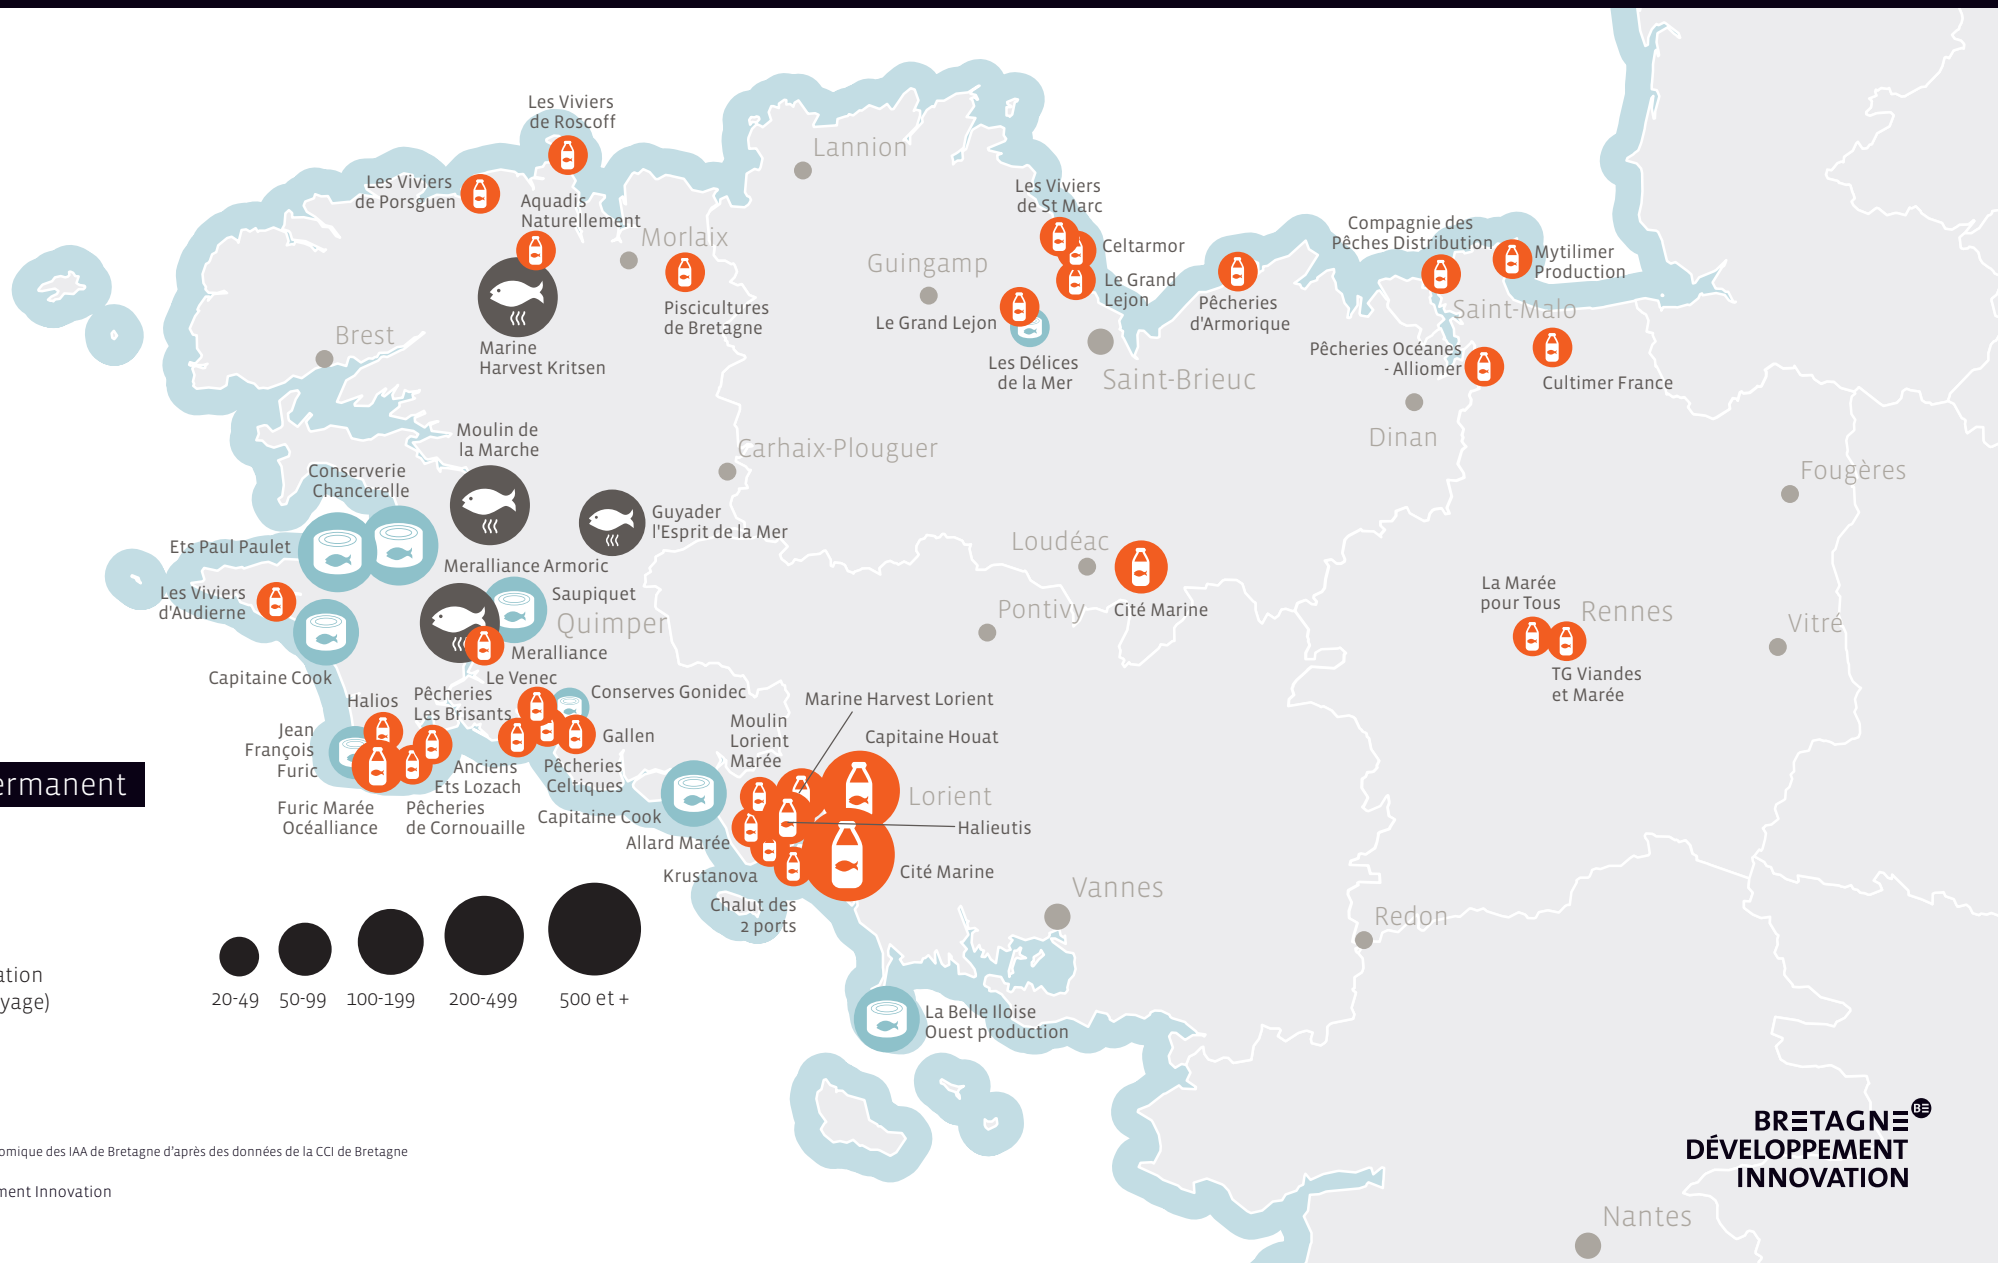 Les Viviers
de Roscoff
Lannion
Les Viviers
de Porsguen
Aquadis
Naturellement
Morlaix
Les Viviers
de St Marc
Celtarmor
Le Grand
Lejon
Guingamp
Compagnie des
Pêches Distribution
Mytilimer
Production
Pêcheries
d'Armorique
Saint-Malo
Piscicultures
de Bretagne
Brest
Marine
Harvest Kritsen
Le Grand Lejon
Les Délices
de la Mer
Saint-Brieuc
Pêcheries Océanes
- Alliomer
Cultimer France
Dinan
Moulin de
la Marche
Carhaix-Plouguer
Conserverie
Chancerelle
Fougères
Guyader
l'Esprit de la Mer
Ets Paul Paulet
Loudéac
Meralliance Armoric
Les Viviers
d'Audierne
Saupiquet
Quimper
Pontivy
Cité Marine
La Marée
pour Tous
Rennes
Vitré
Meralliance
TG Viandes
et Marée
Capitaine Cook
Le Venec
Conserves Gonidec
Halios
Pêcheries
Les Brisants
Marine Harvest Lorient
Jean
François
Furic
Moulin
Lorient
Marée
Capitaine Houat
Gallen
Anciens
Ets Lozach
Pêcheries
Celtiques
ermanent
Furic Marée
Océalliance
Pêcheries
de Cornouaille
Capitaine Cook
Lorient
Halieutis
Allard Marée
Krustanova
Cité Marine
Chalut des
2 ports
Vannes
Redon
ation
yage)
20-49
50-99
100-199
200-499
500 et +
La Belle Iloise
Ouest production
BRETAGNE BE
DÉVELOPPEMENT
INNOVATION
omique des IAA de Bretagne d'après des données de la CCI de Bretagne
ment Innovation
Nantes